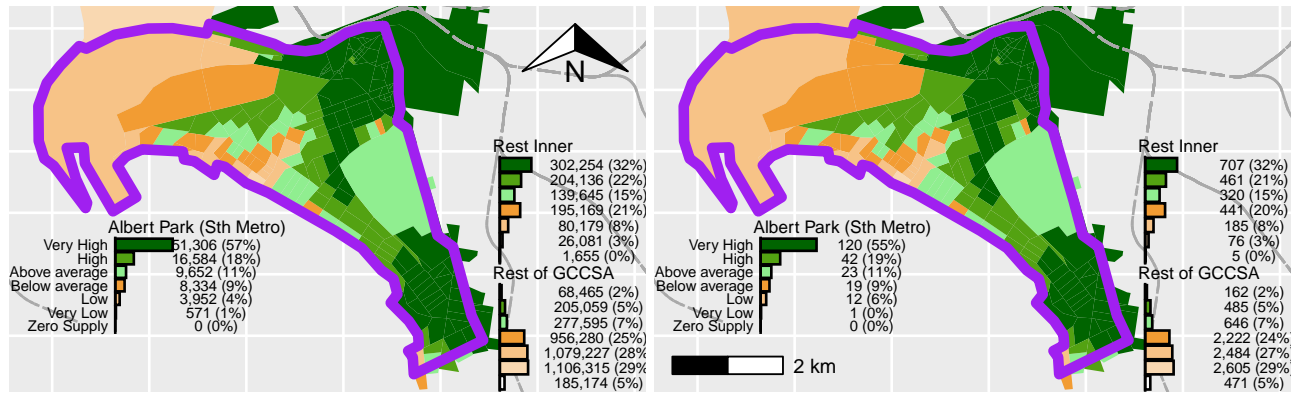 N
Rest Inner
302,254 (32%)
204,136 (22%)
139,645 (15%)
195,169 (21%)
80,179 (8%)
26,081 (3%)
1,655 (0%)
Albert Park (Sth Metro)
Very High 51,306 (57%)
High 16,584 (18%)
Above average 9,652 (11%)
Below average 8,334 (9%)
Low 3,952 (4%)
Very Low 571 (1%)
Zero Supply 0 (0%)
Rest of GCCSA
68,465 (2%)
205,059 (5%)
277,595 (7%)
956,280 (25%)
1,079,227 (28%)
1,106,315 (29%)
185,174 (5%)
Rest Inner
707 (32%)
461 (21%)
320 (15%)
441 (20%)
185 (8%)
76 (3%)
5 (0%)
Albert Park (Sth Metro)
Very High 120 (55%)
High 42 (19%)
Above average 23 (11%)
Below average 19 (9%)
Low 12 (6%)
Very Low 1 (0%)
Zero Supply 0 (0%)
Rest of GCCSA
162 (2%)
485 (5%)
646 (7%)
2,222 (24%)
2,484 (27%)
2,605 (29%)
471 (5%)
2 km